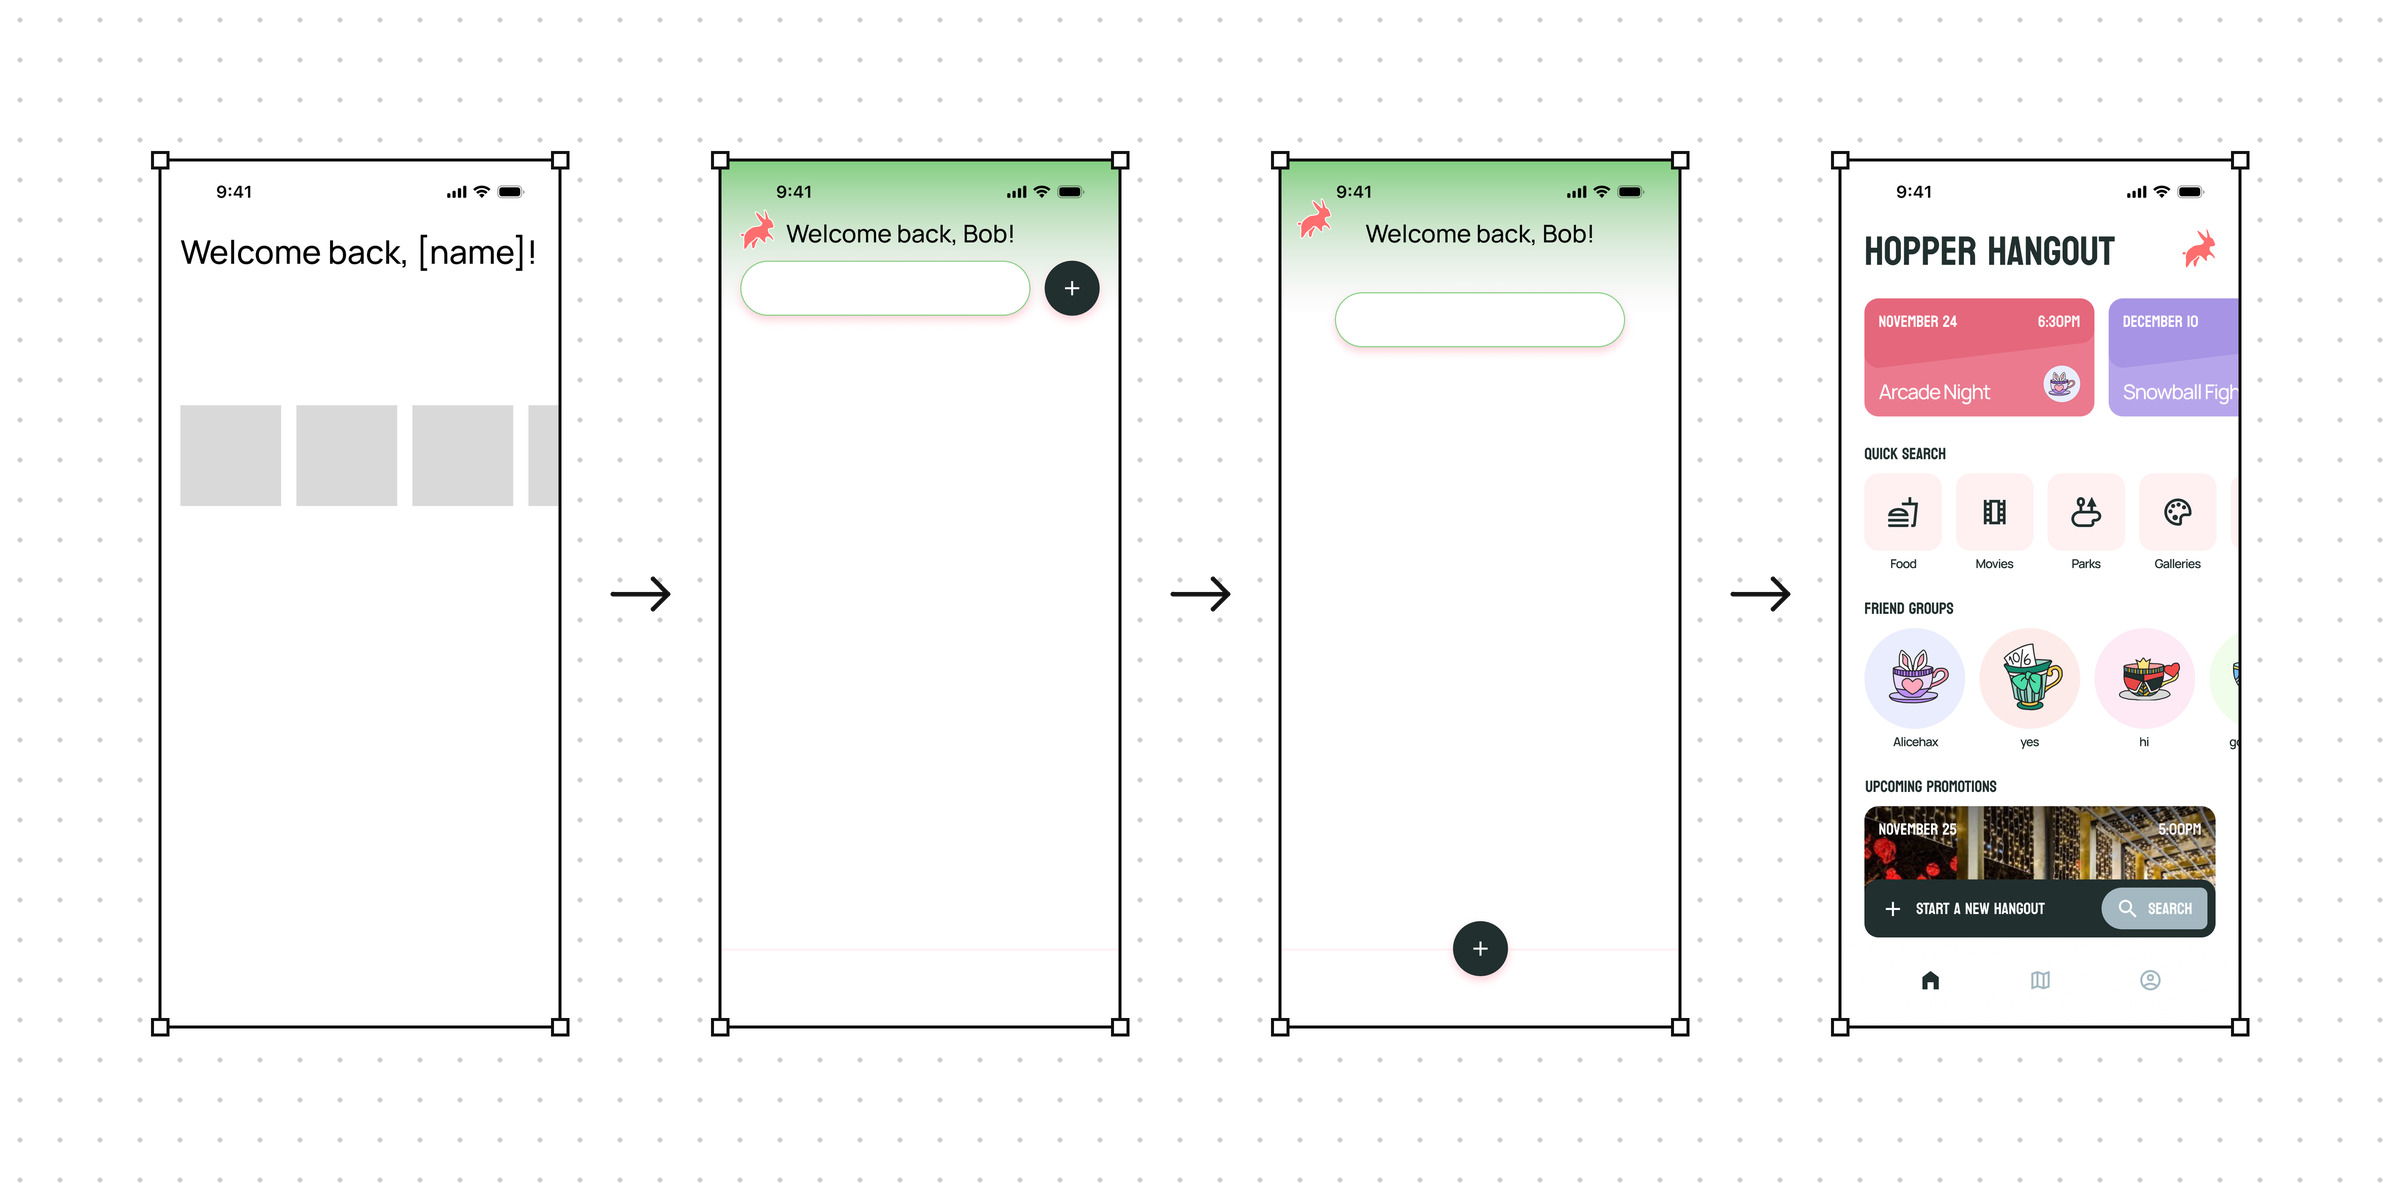 9:41
Welcome back, [name]!
9:41
Welcome back, Bob!
9:41
Welcome back, Bob!
9:41
HOPPER HANGOUT
NOVEMBER 24 6:30PM
Arcade Night
DECEMBER 10
Snowball Figh
QUICK SEARCH
Food Movies Parks Galleries
FRIEND GROUPS
10/6
Alicehax yes hi
UPCOMING PROMOTIONS
NOVEMBER 25 5:00PM
START A NEW HANGOUT
SEARCH